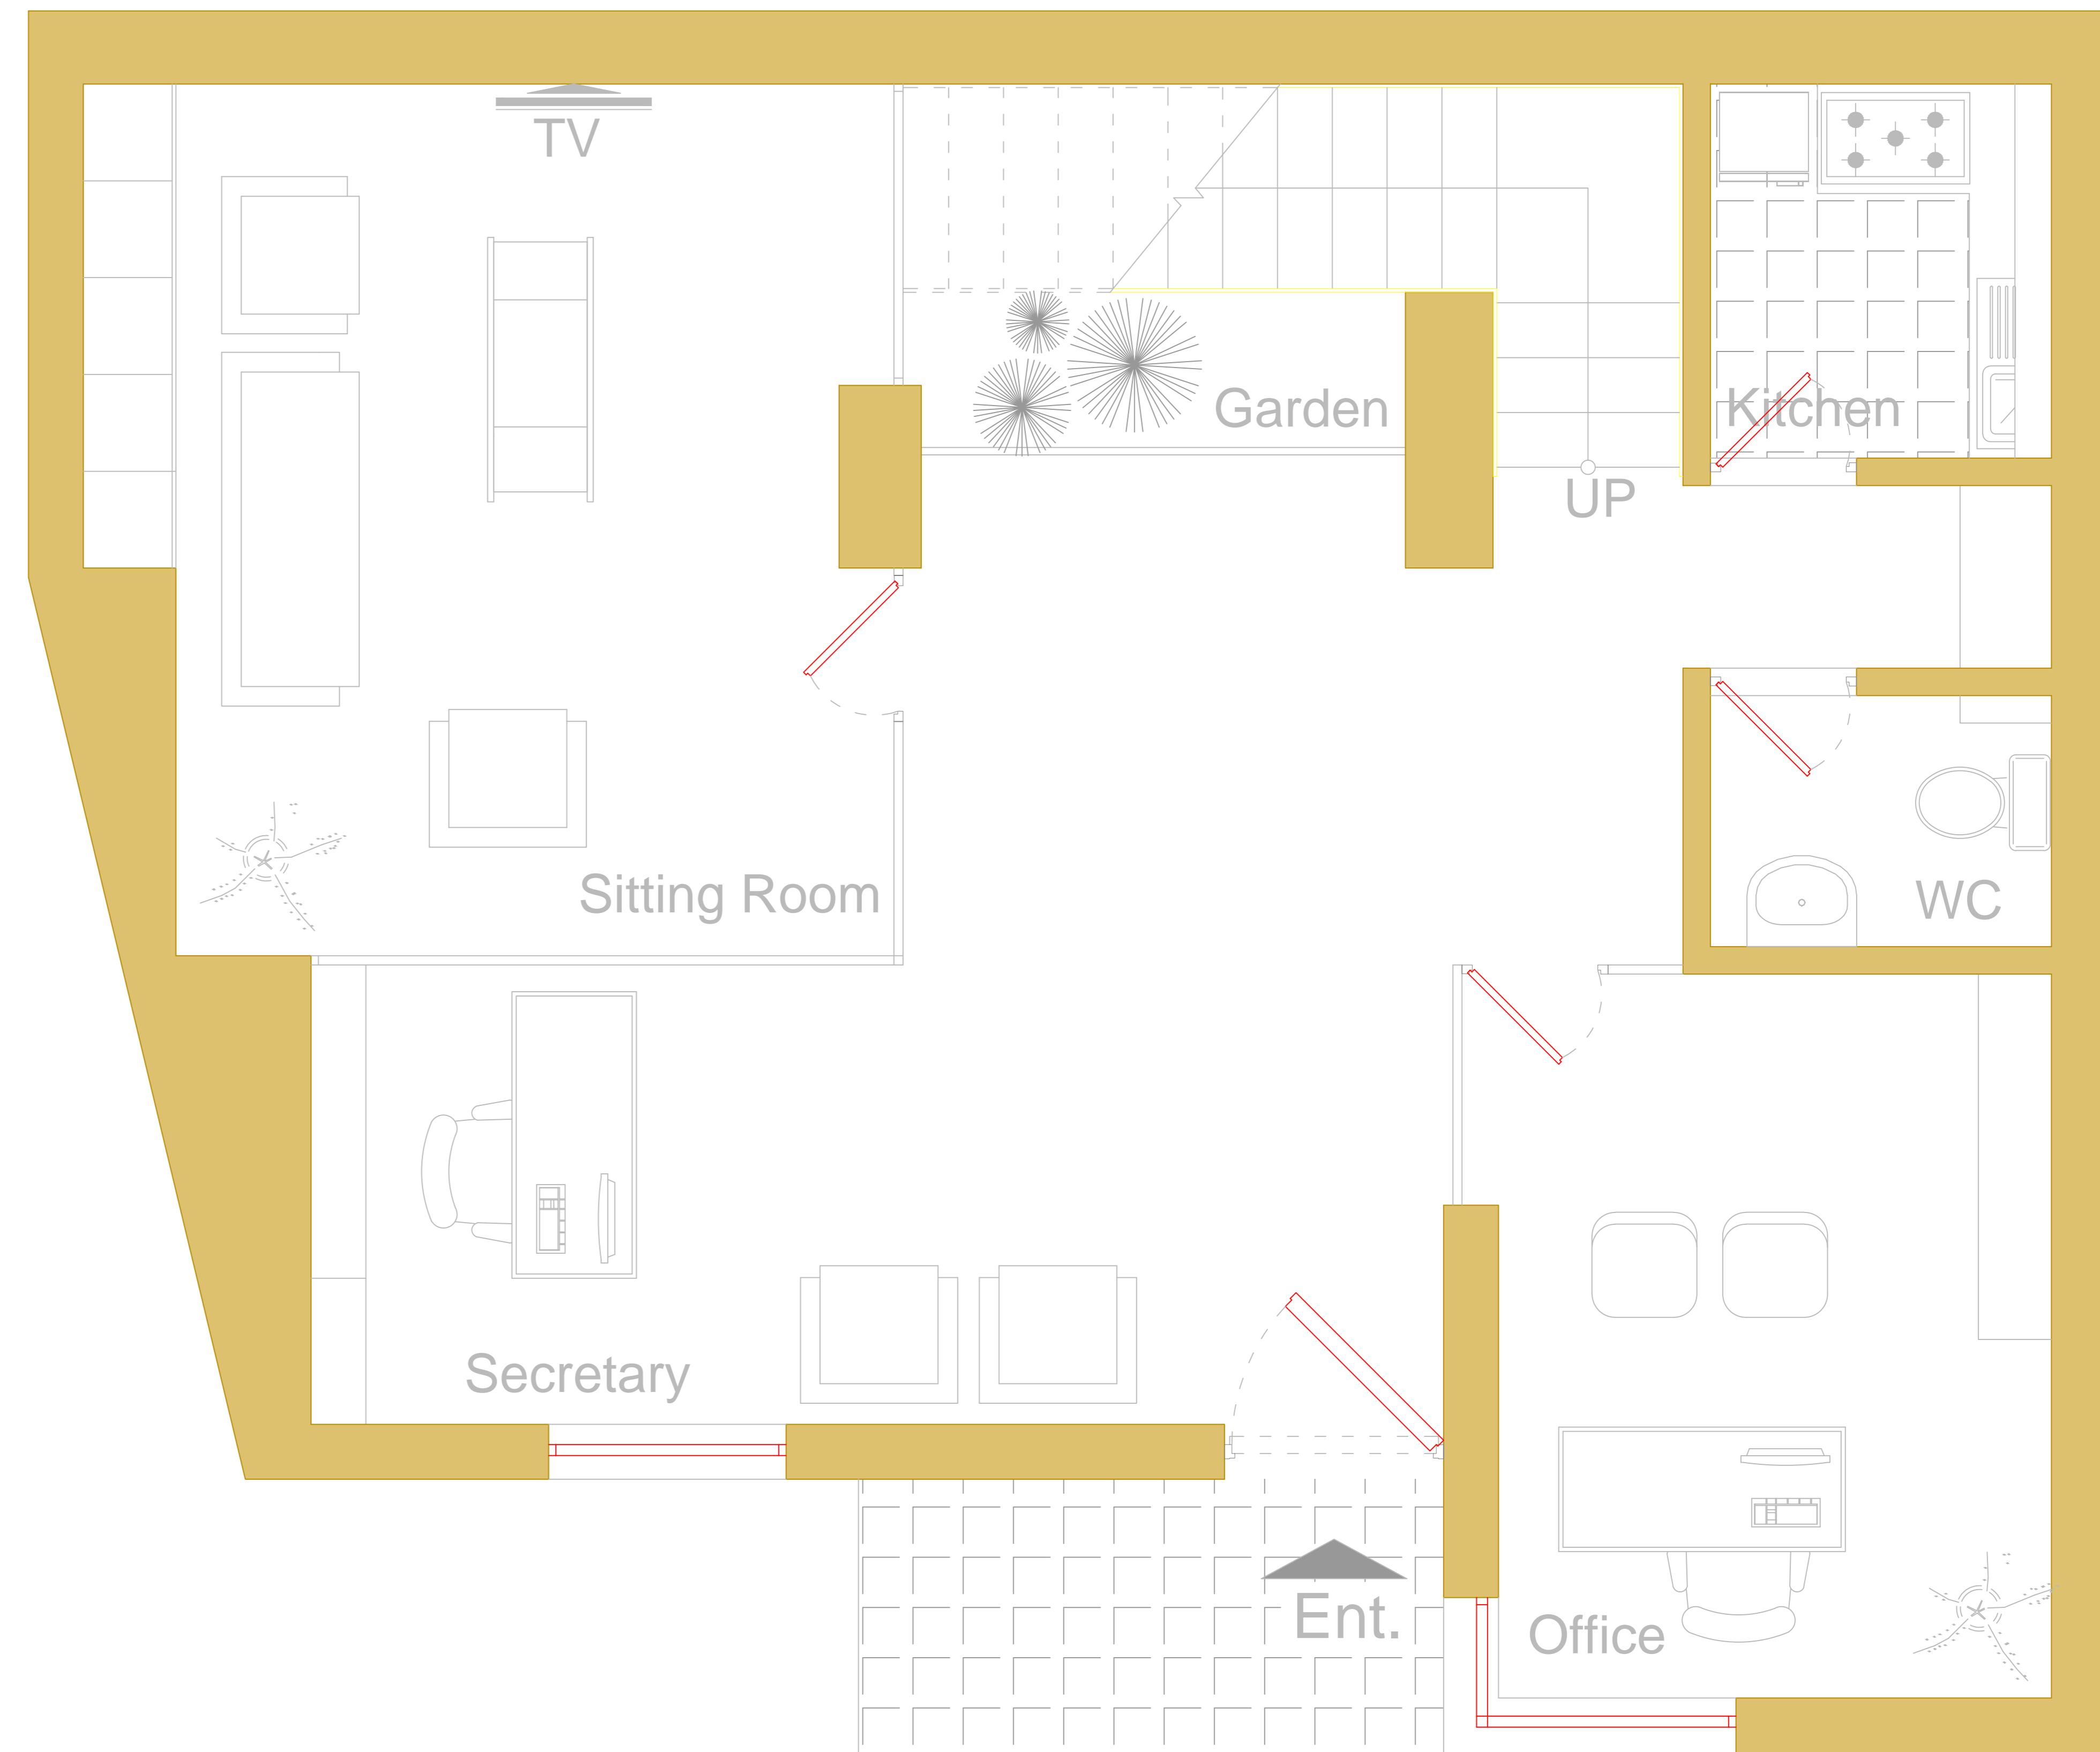 TV
Garden
Kitchen
UP
Sitting Room
WC
Secretary
Ent.
Office